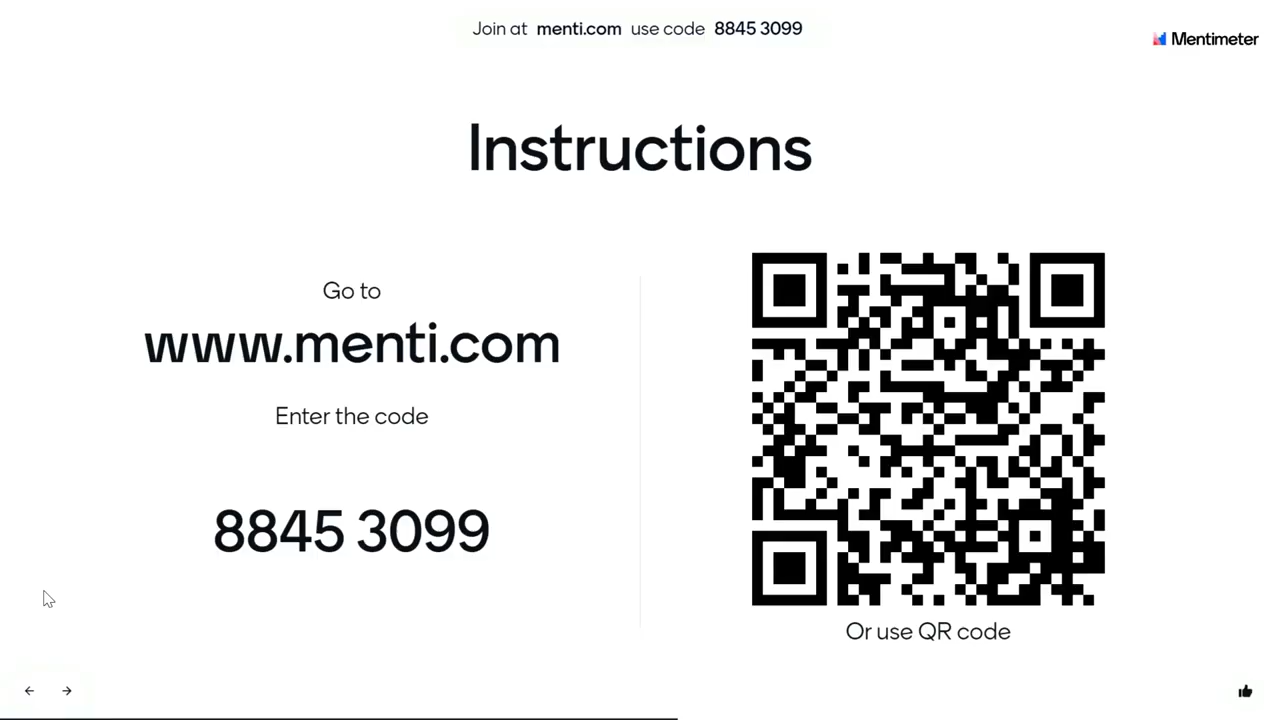 Join at menti.com use code 8845 3099
Mentimeter
Instructions
Go to
www.menti.com
Enter the code
8845 3099
Or use QR code